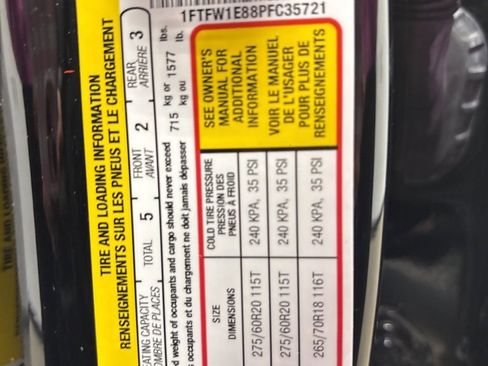 TIRE AND LOADING INFORMATION
RENSEIGNEMENTS SUR LES PNEUS ET LE CHARGEMENT
ATING CAPACITY TOTAL 5 FRONT 2 REAR 3
OMBRE DE PLACES AVANT ARRIÈRE
d weight of occupants and cargo should never exceed 715 kg or 1577 lbs.
s occupants et du chargement ne doit jamais dépasser kg ou lb.
1FTFW1E88PFC35721
SIZE
DIMENSIONS
COLD TIRE PRESSURE
PRESSION DES
PNEUS A FROID
275/60R20 115T 240 KPA, 35 PSI
275/60R20 115T 240 KPA, 35 PSI
265/70R18 116T 240 KPA, 35 PSI
SEE OWNER'S
MANUAL FOR
ADDITIONAL
INFORMATION
VOIR LE MANUEL
DE L'USAGER
POUR PLUS DE
RENSEIGNEMENTS